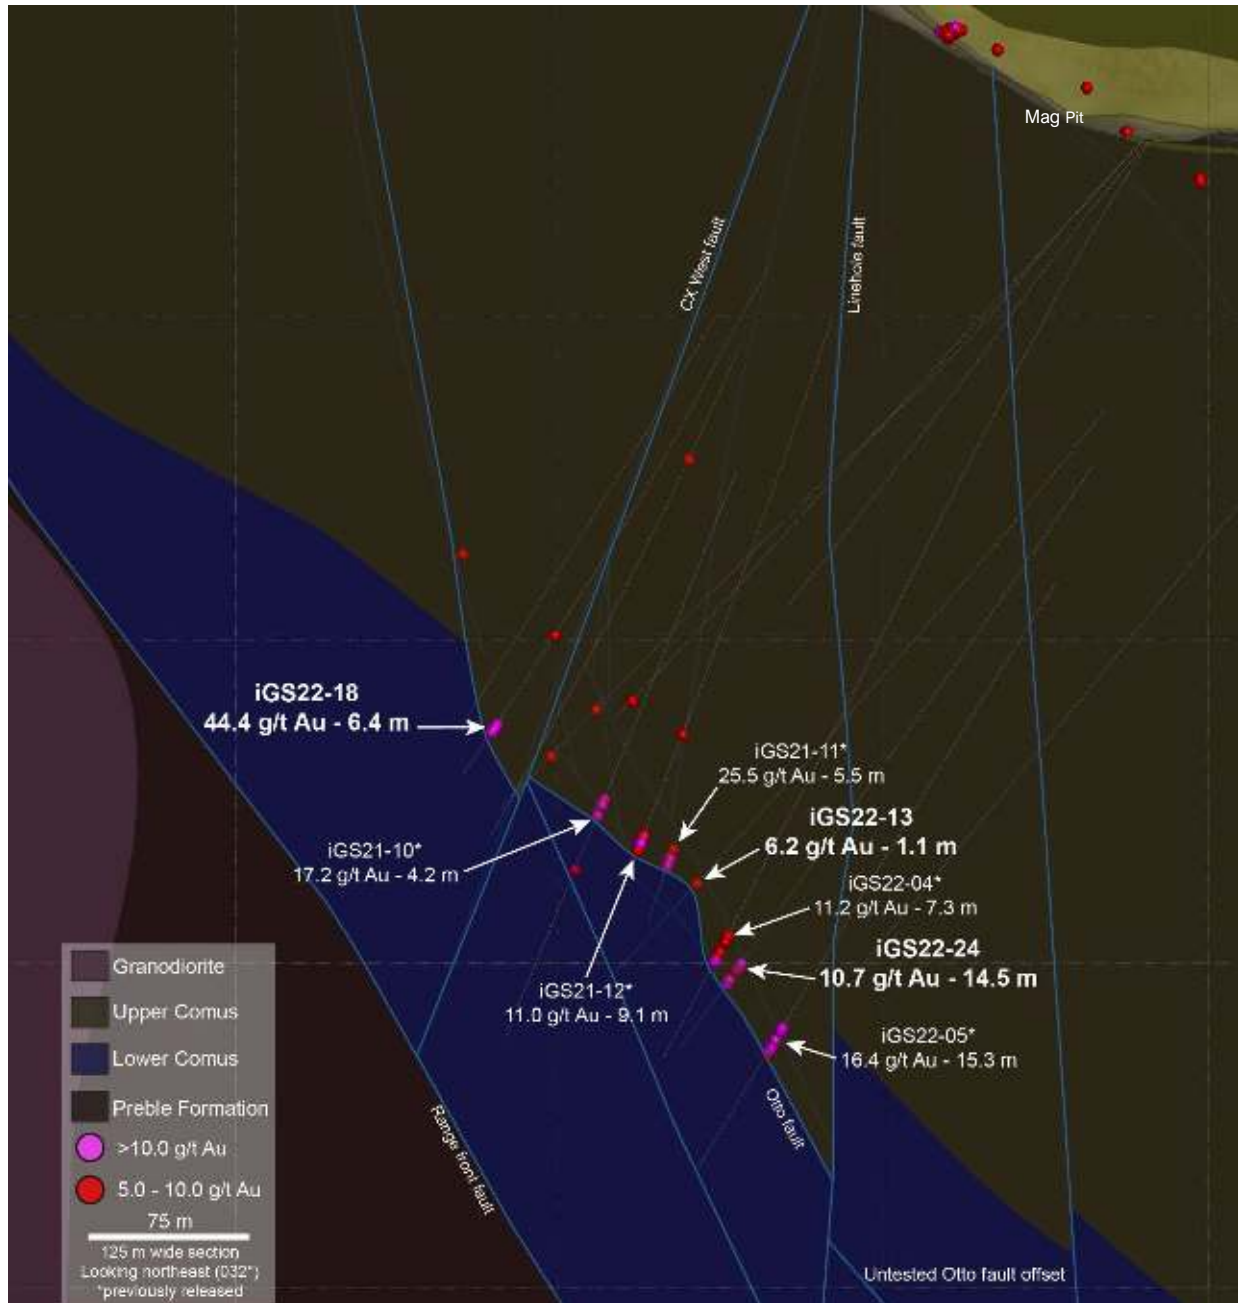 Mag Pit
CX West fault
Linehole fault
iGS22-18
44.4 g/t Au - 6.4 m
iGS21-11*
25.5 g/t Au - 5.5 m
iGS22-13
6.2 g/t Au - 1.1 m
iGS21-10*
17.2 g/t Au - 4.2 m
iGS22-04*
11.2 g/t Au - 7.3 m
iGS22-24
10.7 g/t Au - 14.5 m
iGS21-12*
11.0 g/t Au - 9.1 m
iGS22-05*
16.4 g/t Au - 15.3 m
Otto fault
Range front fault
Untested Otto fault offset
Granodiorite
Upper Comus
Lower Comus
Preble Formation
>10.0 g/t Au
5.0 - 10.0 g/t Au
75 m
125 m wide section
Looking northeast (032°)
*previously released